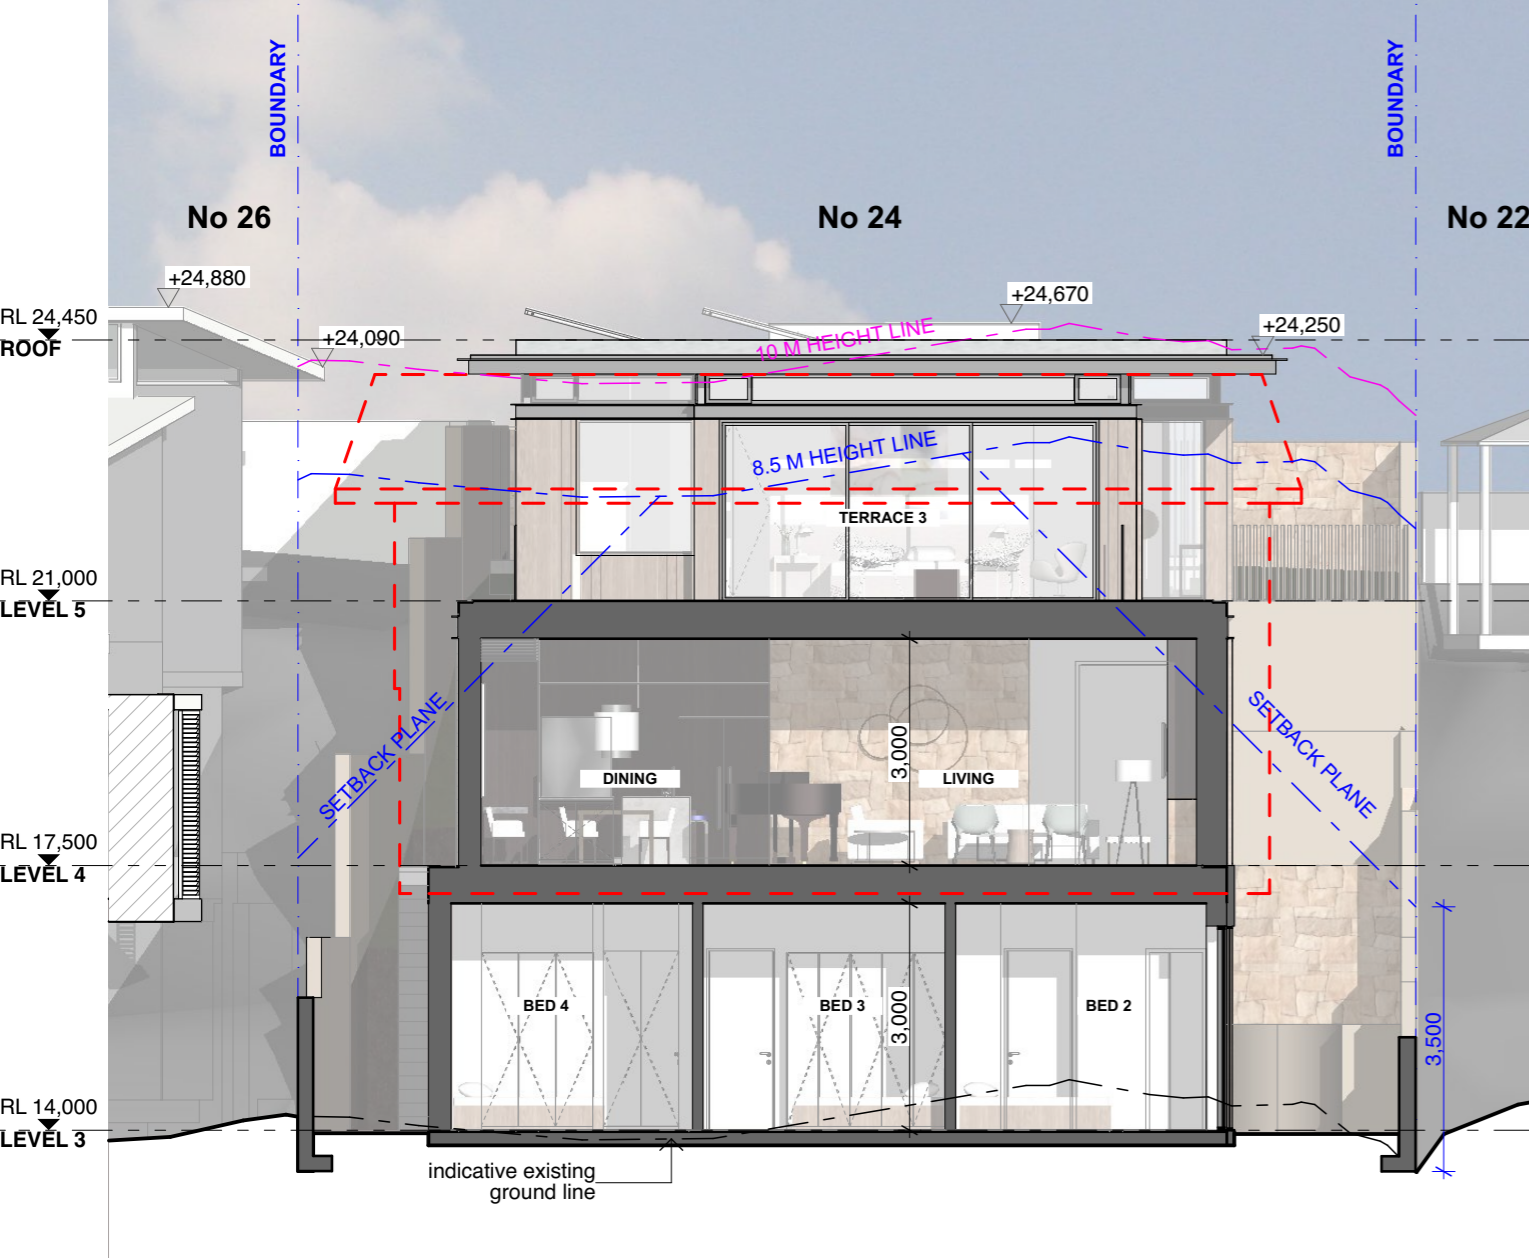 BOUNDARY
BOUNDARY
No 26
No 24
No 22
+24,880
+24,670
RL 24,450
ROOF
+24,090
+24,250
10 M HEIGHT LINE
8.5 M HEIGHT LINE
TERRACE 3
RL 21,000
LEVEL 5
SETBACK PLANE
SETBACK PLANE
3,000
DINING
LIVING
RL 17,500
LEVEL 4
BED 4
BED 3
3,000
BED 2
3,500
RL 14,000
LEVEL 3
indicative existing
ground line